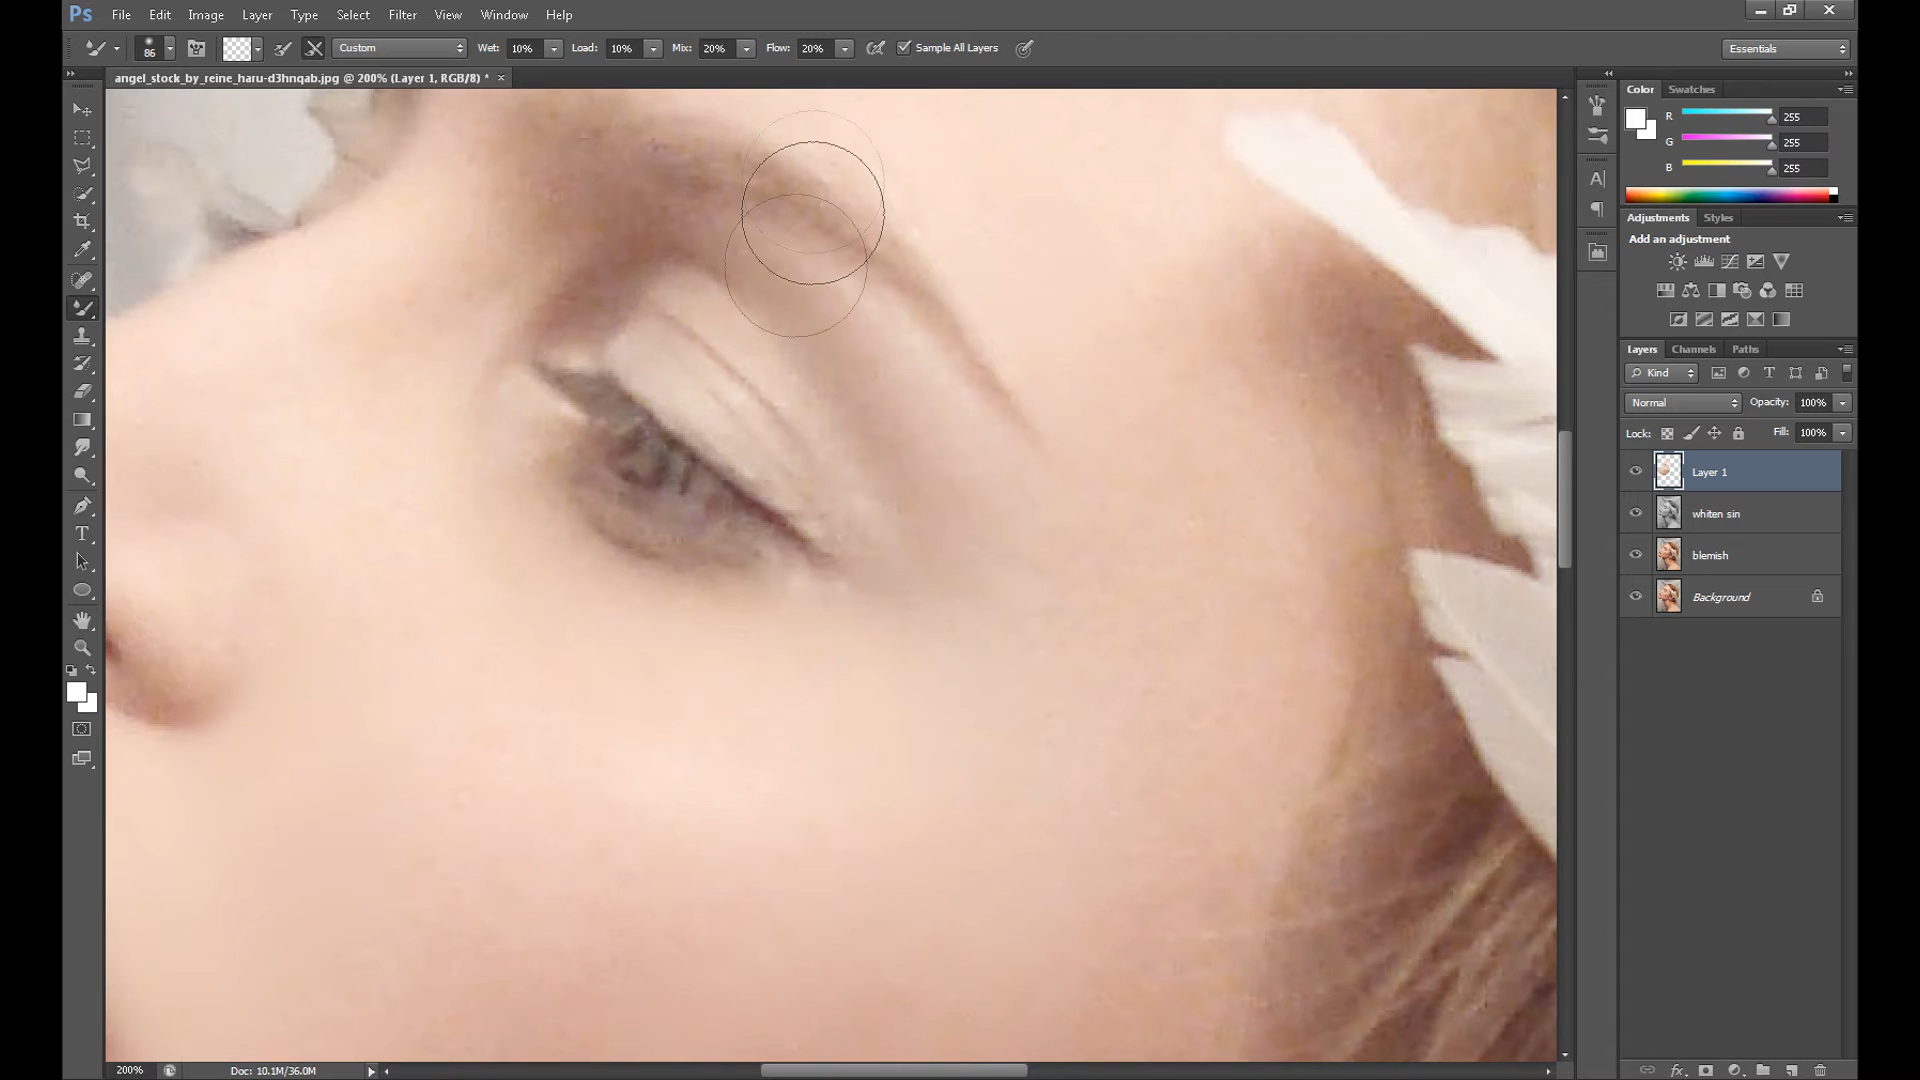 Ps File Edit Image Layer Type Select Filter View Window Help
86 Custom Wet: 10% Load: 10% Mix: 20% Flow: 20% Sample All Layers Essentials
angel_stock_by_reine_haru-d3hnqab.jpg @ 200% (Layer 1, RGB/8) * ×
Color Swatches
R 255
G 255
B 255
Adjustments Styles
Add an adjustment
Layers Channels Paths
Kind
Normal Opacity: 100%
Lock: Fill: 100%
Layer 1
whiten sin
blemish
Background
200% Doc: 10.1M/36.0M